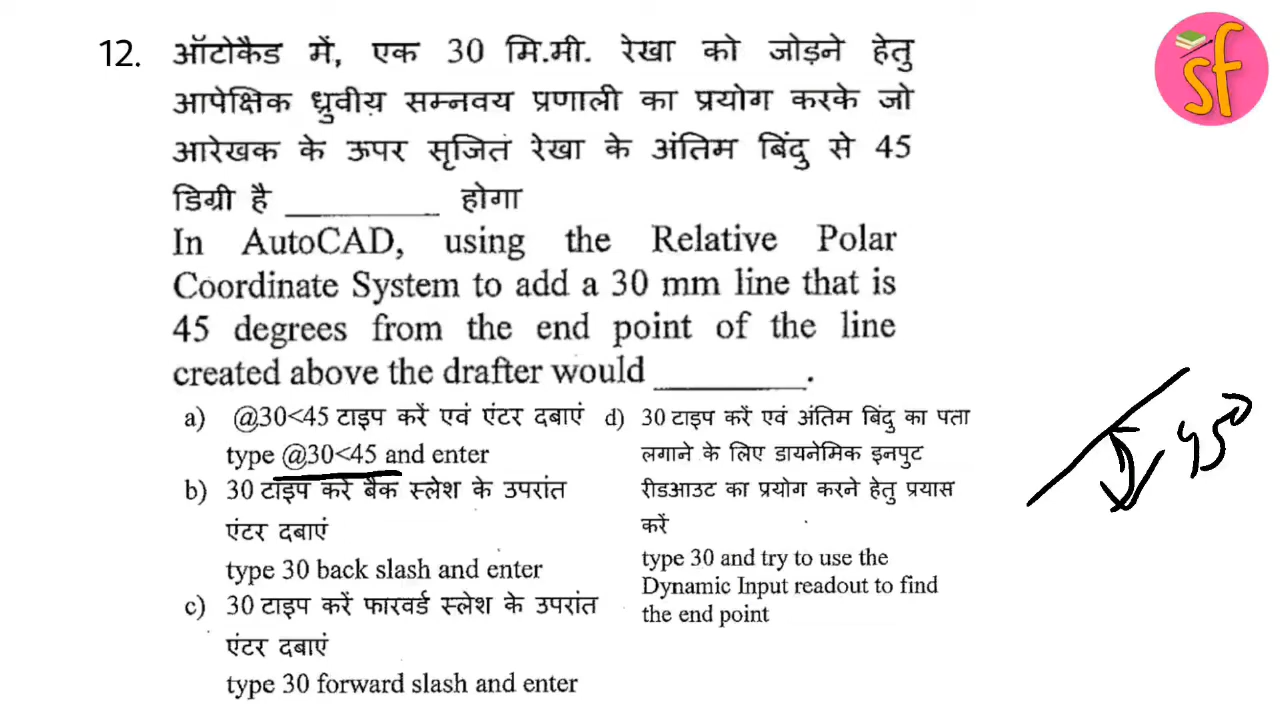 12. ऑटोकैड में, एक 30 मि.मी. रेखा को जोड़ने हेतु
आपेक्षिक ध्रुवीय़ सम्नवय प्रणाली का प्रयोग करके जो
आरेखक के ऊपर सृजितं रेखा के अंतिम बिंदु से 45
डिग्री है _________ होगा
In AutoCAD, using the Relative Polar
Coordinate System to add a 30 mm line that is
45 degrees from the end point of the line
created above the drafter would _________.
a) @30<45 टाइप करें एवं एंटर दबाएं
type @30<45 and enter
b) 30 टाइप करे बैक स्लेश के उपरांत
एंटर दबाएं
type 30 back slash and enter
c) 30 टाइप करें फारवर्ड स्लेश के उपरांत
एंटर दबाएं
type 30 forward slash and enter
d) 30 टाइप करें एवं अंतिम बिंदु का पता
लगाने के लिए डायनेमिक इनपुट
रीडआउट का प्रयोग करने हेतु प्रयास
करें
type 30 and try to use the
Dynamic Input readout to find
the end point
45°
sf